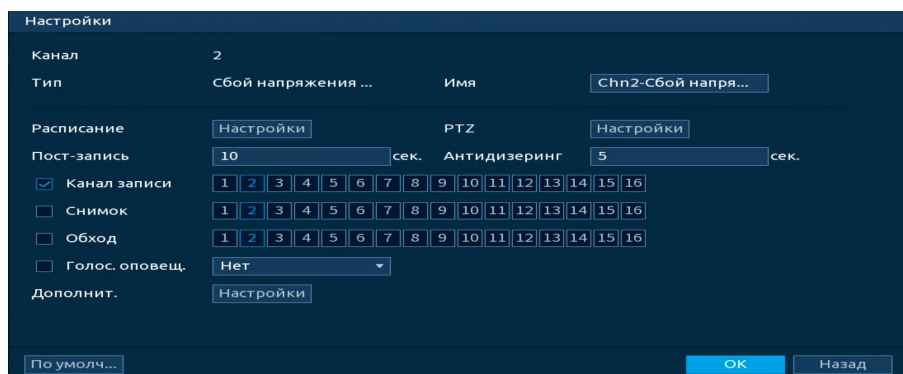 Настройки
Канал 2
Тип Сбой напряжения ... Имя Chn2-Сбой напря...
Расписание Настройки PTZ Настройки
Пост-запись 10 сек. Антидизеринг 5 сек.
Канал записи 1 2 3 4 5 6 7 8 9 10 11 12 13 14 15 16
Снимок 1 2 3 4 5 6 7 8 9 10 11 12 13 14 15 16
Обход 1 2 3 4 5 6 7 8 9 10 11 12 13 14 15 16
Голос. оповещ. Нет
Дополнит. Настройки
По умолч... OK Назад